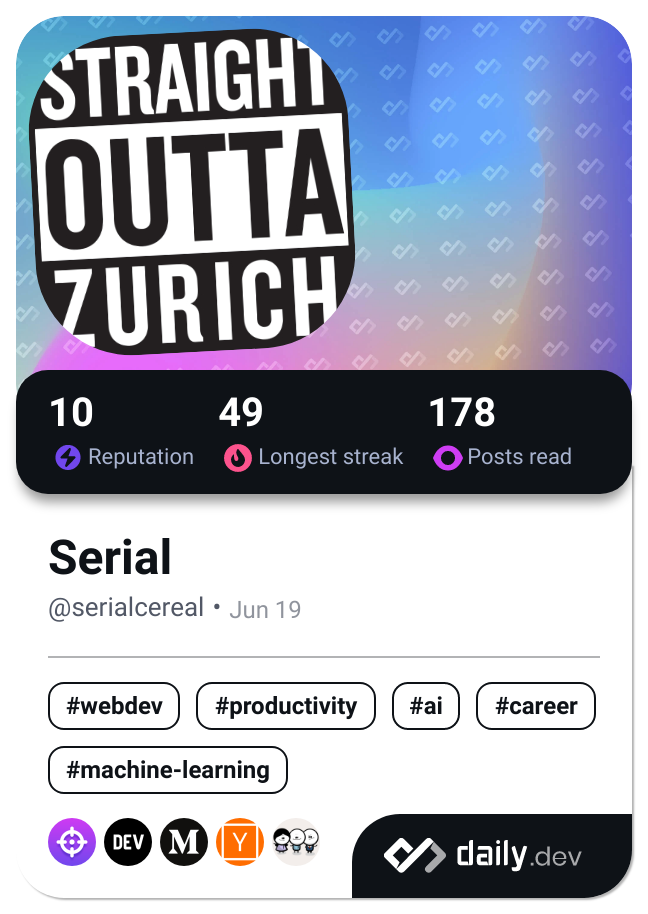 STRAIGHT
OUTTA
ZURICH
10 49 178
Reputation Longest streak Posts read
Serial
@serialcereal • Jun 19
#webdev #productivity #ai #career
#machine-learning
DEV M Y
daily.dev